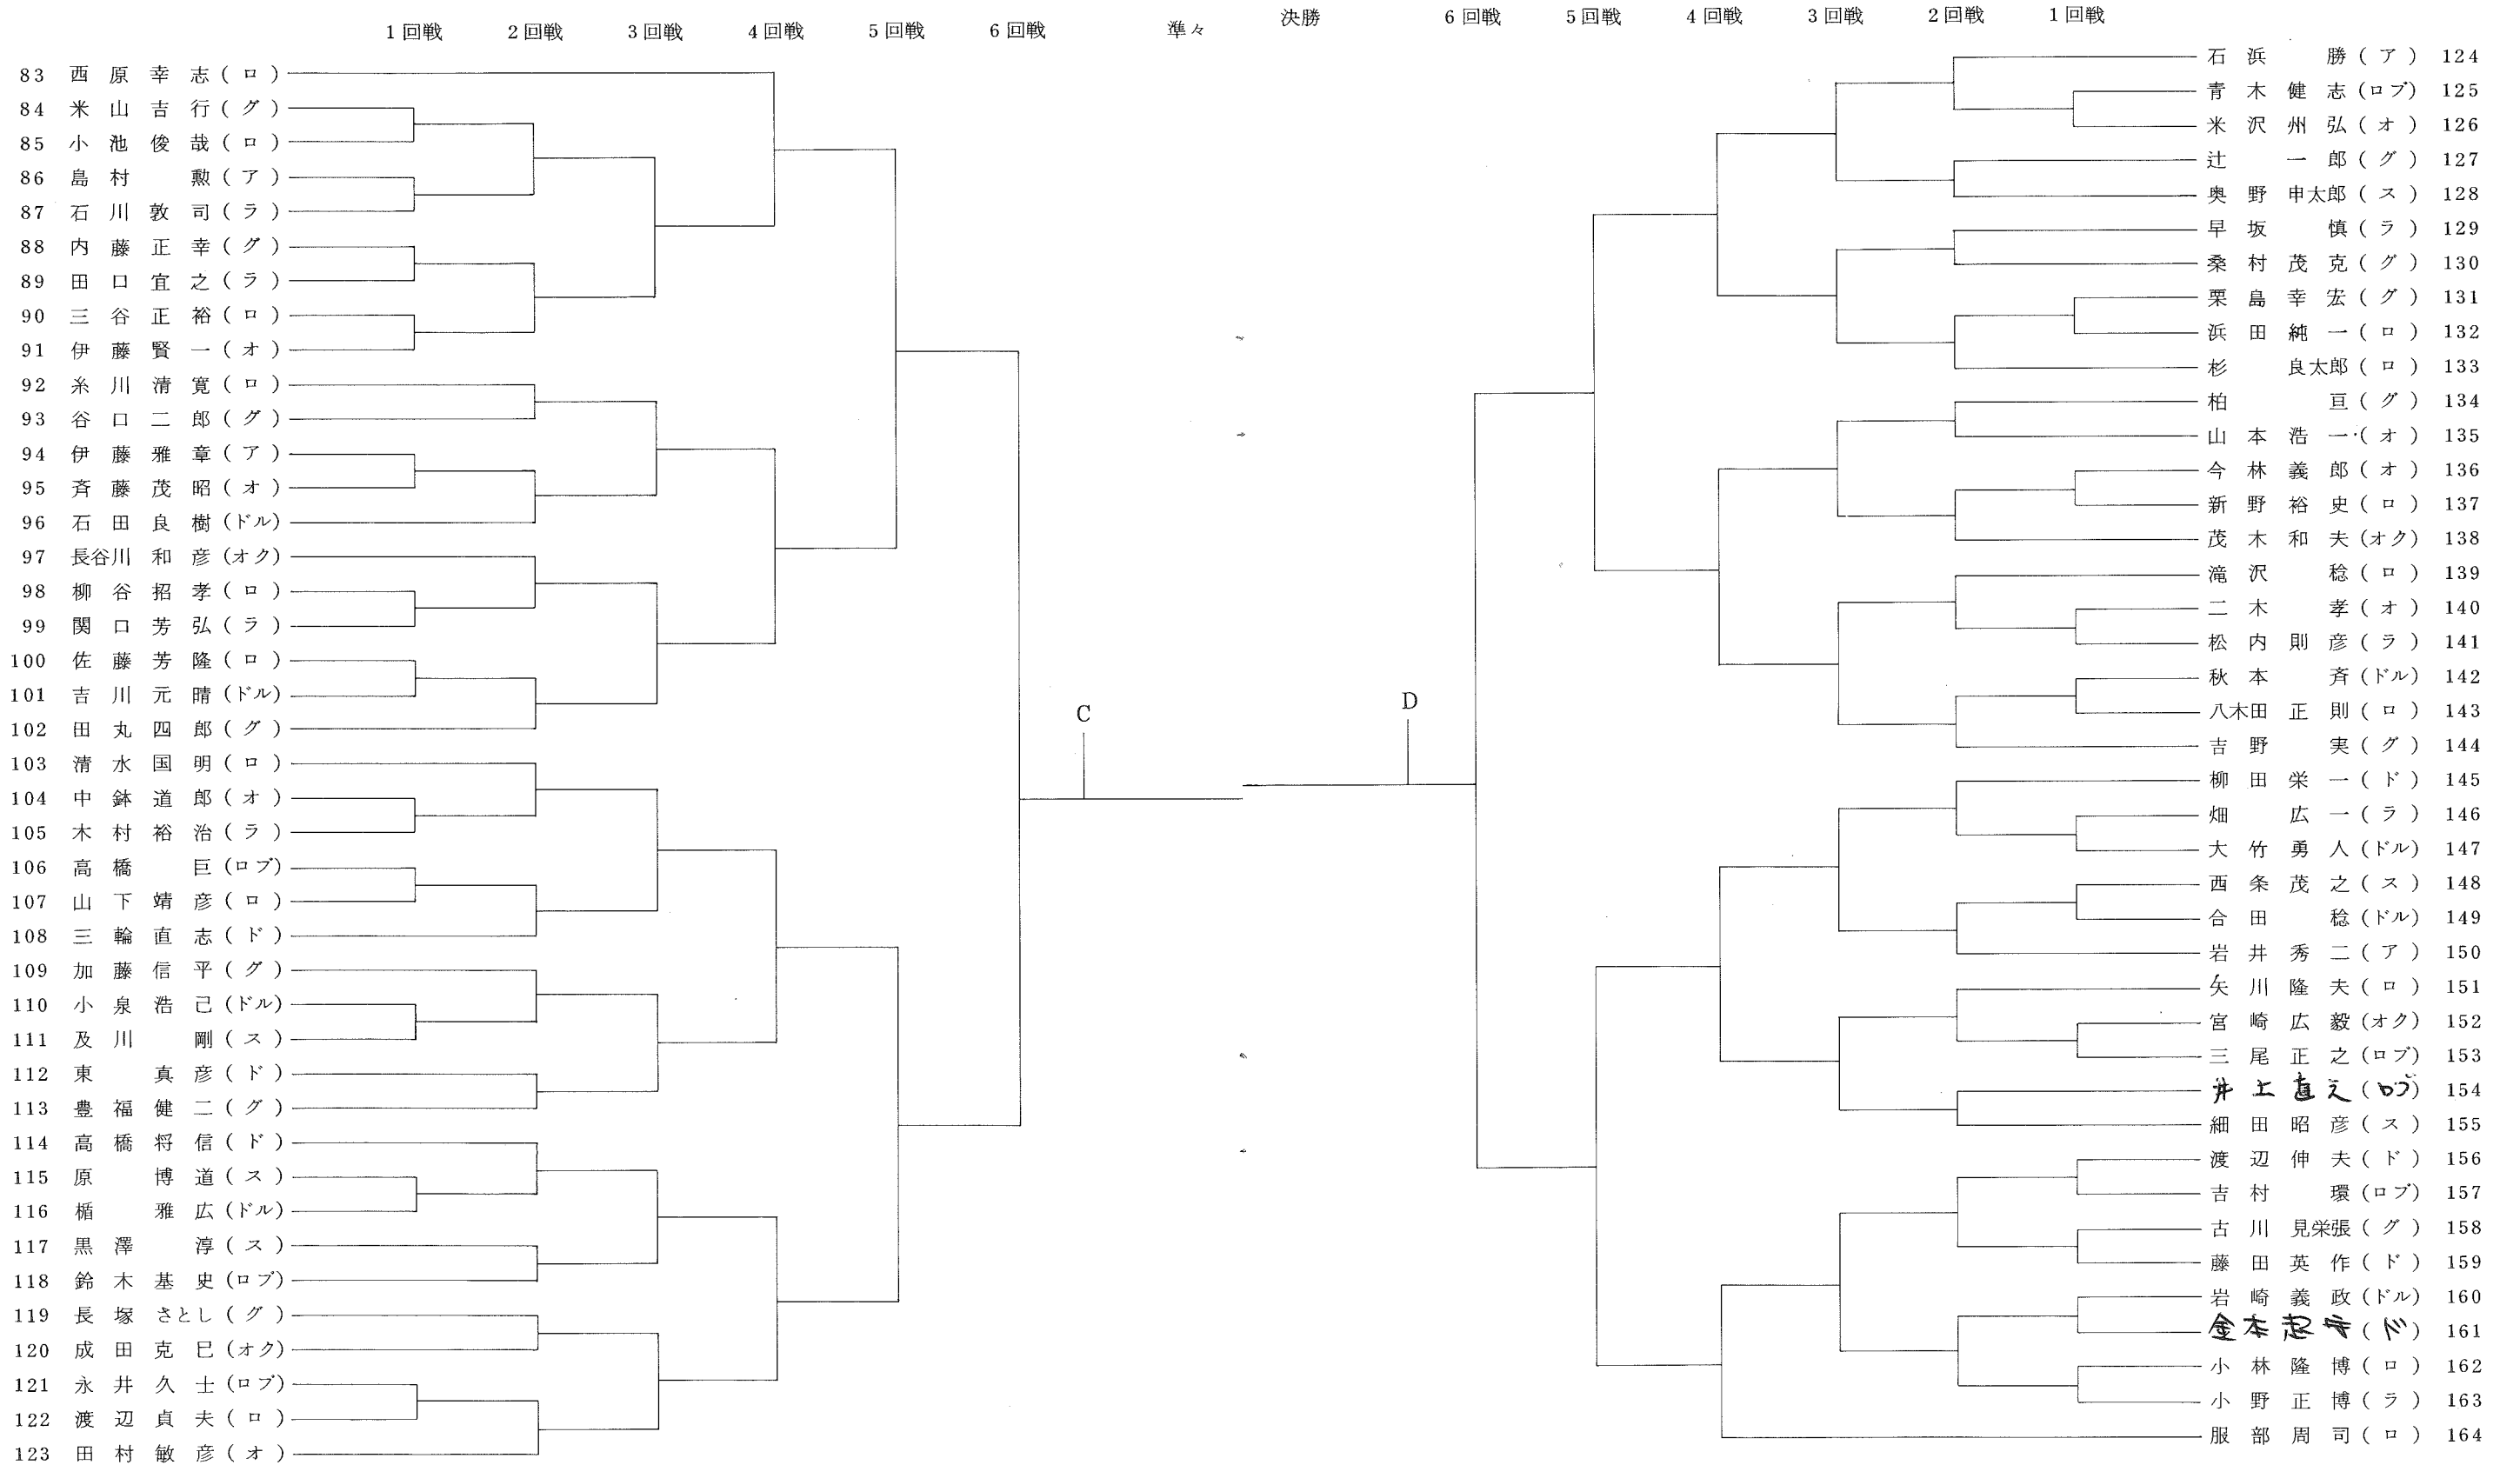 1回戦 2回戦 3回戦 4回戦 5回戦 6回戦 準々 決勝 6回戦 5回戦 4回戦 3回戦 2回戦 1回戦
83 西原幸志(ロ)
84 米山吉行(グ)
85 小池俊哉(ロ)
86 島村勲(ア)
87 石川敦司(ラ)
88 内藤正幸(グ)
89 田口宜之(ラ)
90 三谷正裕(ロ)
91 伊藤賢一(オ)
92 糸川清寛(ロ)
93 谷口二郎(グ)
94 伊藤雅章(ア)
95 斉藤茂昭(オ)
96 石田良樹(ドル)
97 長谷川和彦(オク)
98 柳谷招孝(ロ)
99 関口芳弘(ラ)
100 佐藤芳隆(ロ)
101 吉川元晴(ドル)
102 田丸四郎(グ)
103 清水国明(ロ)
104 中鉢道郎(オ)
105 木村裕治(ラ)
106 高橋巨(ロブ)
107 山下靖彦(ロ)
108 三輪直志(ド)
109 加藤信平(グ)
110 小泉浩己(ドル)
111 及川剛(ス)
112 東真彦(ド)
113 豊福健二(グ)
114 高橋将信(ド)
115 原博道(ス)
116 楯雅広(ドル)
117 黒澤淳(ス)
118 鈴木基史(ロブ)
119 長塚さとし(グ)
120 成田克巳(オク)
121 永井久士(ロブ)
122 渡辺貞夫(ロ)
123 田村敏彦(オ)
C
D
石浜勝(ア) 124
青木健志(ロブ) 125
米沢州弘(オ) 126
辻一郎(グ) 127
奥野申太郎(ス) 128
早坂慎(ラ) 129
桑村茂克(グ) 130
栗島幸宏(グ) 131
浜田純一(ロ) 132
杉良太郎(ロ) 133
柏亘(グ) 134
山本浩一(オ) 135
今林義郎(オ) 136
新野裕史(ロ) 137
茂木和夫(オク) 138
滝沢稔(ロ) 139
二木孝(オ) 140
松内則彦(ラ) 141
秋本斉(ドル) 142
八木田正則(ロ) 143
吉野実(グ) 144
柳田栄一(ド) 145
畑広一(ラ) 146
大竹勇人(ドル) 147
西条茂之(ス) 148
合田稔(ドル) 149
岩井秀二(ア) 150
矢川隆夫(ロ) 151
宮崎広毅(オク) 152
三尾正之(ロブ) 153
井上直之(ロブ) 154
細田昭彦(ス) 155
渡辺伸夫(ド) 156
吉村環(ロブ) 157
古川見栄張(グ) 158
藤田英作(ド) 159
岩崎義政(ドル) 160
金本(ド) 161
小林隆博(ロ) 162
小野正博(ラ) 163
服部周司(ロ) 164